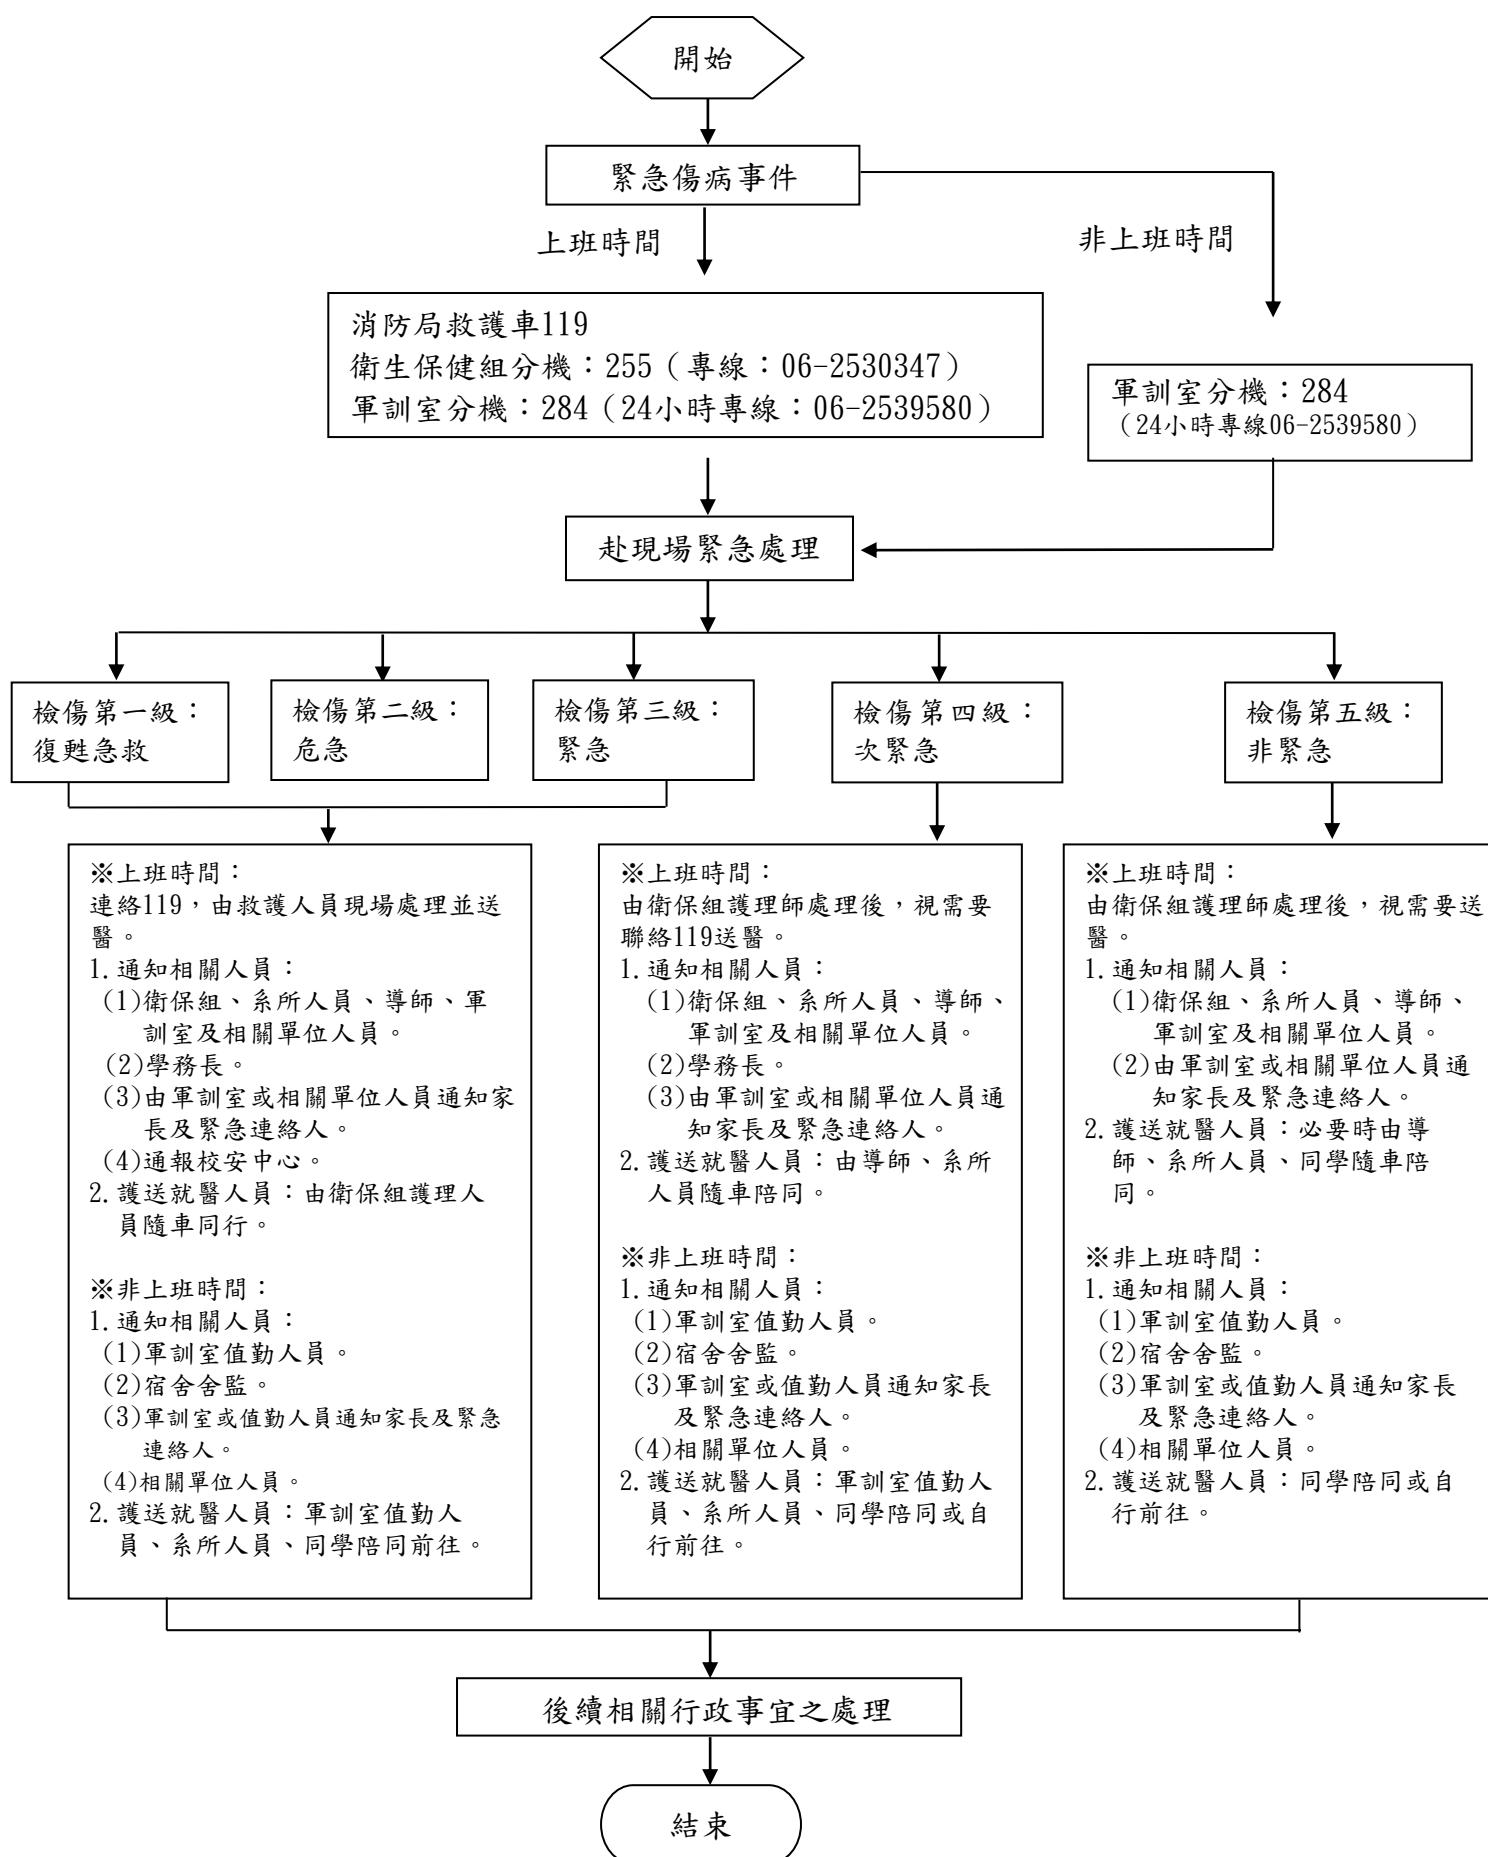 開始
緊急傷病事件
上班時間
非上班時間
消防局救護車119
衛生保健組分機：255（專線：06-2530347）
軍訓室分機：284（24小時專線：06-2539580）
軍訓室分機：284
（24小時專線06-2539580）
赴現場緊急處理
檢傷第一級：
復甦急救
檢傷第二級：
危急
檢傷第三級：
緊急
檢傷第四級：
次緊急
檢傷第五級：
非緊急
※上班時間：
連絡119，由救護人員現場處理並送
醫。
1.通知相關人員：
(1)衛保組、系所人員、導師、軍
訓室及相關單位人員。
(2)學務長。
(3)由軍訓室或相關單位人員通知家
長及緊急連絡人。
(4)通報校安中心。
2.護送就醫人員：由衛保組護理人
員隨車同行。
※非上班時間：
1.通知相關人員：
(1)軍訓室值勤人員。
(2)宿舍舍監。
(3)軍訓室或值勤人員通知家長及緊急
連絡人。
(4)相關單位人員。
2.護送就醫人員：軍訓室值勤人
員、系所人員、同學陪同前往。
※上班時間：
由衛保組護理師處理後，視需要
聯絡119送醫。
1.通知相關人員：
(1)衛保組、系所人員、導師、
軍訓室及相關單位人員。
(2)學務長。
(3)由軍訓室或相關單位人員通
知家長及緊急連絡人。
2.護送就醫人員：由導師、系所
人員隨車陪同。
※非上班時間：
1.通知相關人員：
(1)軍訓室值勤人員。
(2)宿舍舍監。
(3)軍訓室或值勤人員通知家長
及緊急連絡人。
(4)相關單位人員。
2.護送就醫人員：軍訓室值勤人
員、系所人員、同學陪同或自
行前往。
※上班時間：
由衛保組護理師處理後，視需要送
醫。
1.通知相關人員：
(1)衛保組、系所人員、導師、
軍訓室及相關單位人員。
(2)由軍訓室或相關單位人員通
知家長及緊急連絡人。
2.護送就醫人員：必要時由導
師、系所人員、同學隨車陪
同。
※非上班時間：
1.通知相關人員：
(1)軍訓室值勤人員。
(2)宿舍舍監。
(3)軍訓室或值勤人員通知家長
及緊急連絡人。
(4)相關單位人員。
2.護送就醫人員：同學陪同或自
行前往。
後續相關行政事宜之處理
結束